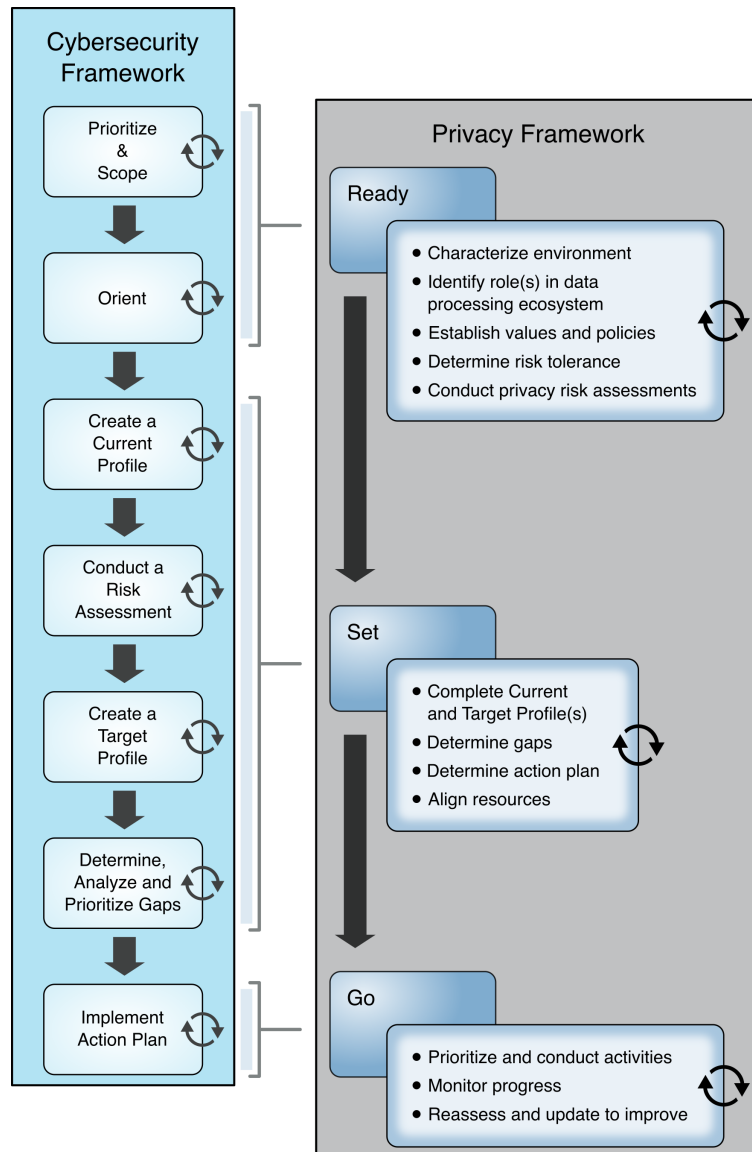 Cybersecurity
Framework
Prioritize
&
Scope
Orient
Create a
Current
Profile
Conduct a
Risk
Assessment
Create a
Target
Profile
Determine,
Analyze and
Prioritize Gaps
Implement
Action Plan
Privacy Framework
Ready
● Characterize environment
● Identify role(s) in data
processing ecosystem
● Establish values and policies
● Determine risk tolerance
● Conduct privacy risk assessments
Set
● Complete Current
and Target Profile(s)
● Determine gaps
● Determine action plan
● Align resources
Go
● Prioritize and conduct activities
● Monitor progress
● Reassess and update to improve